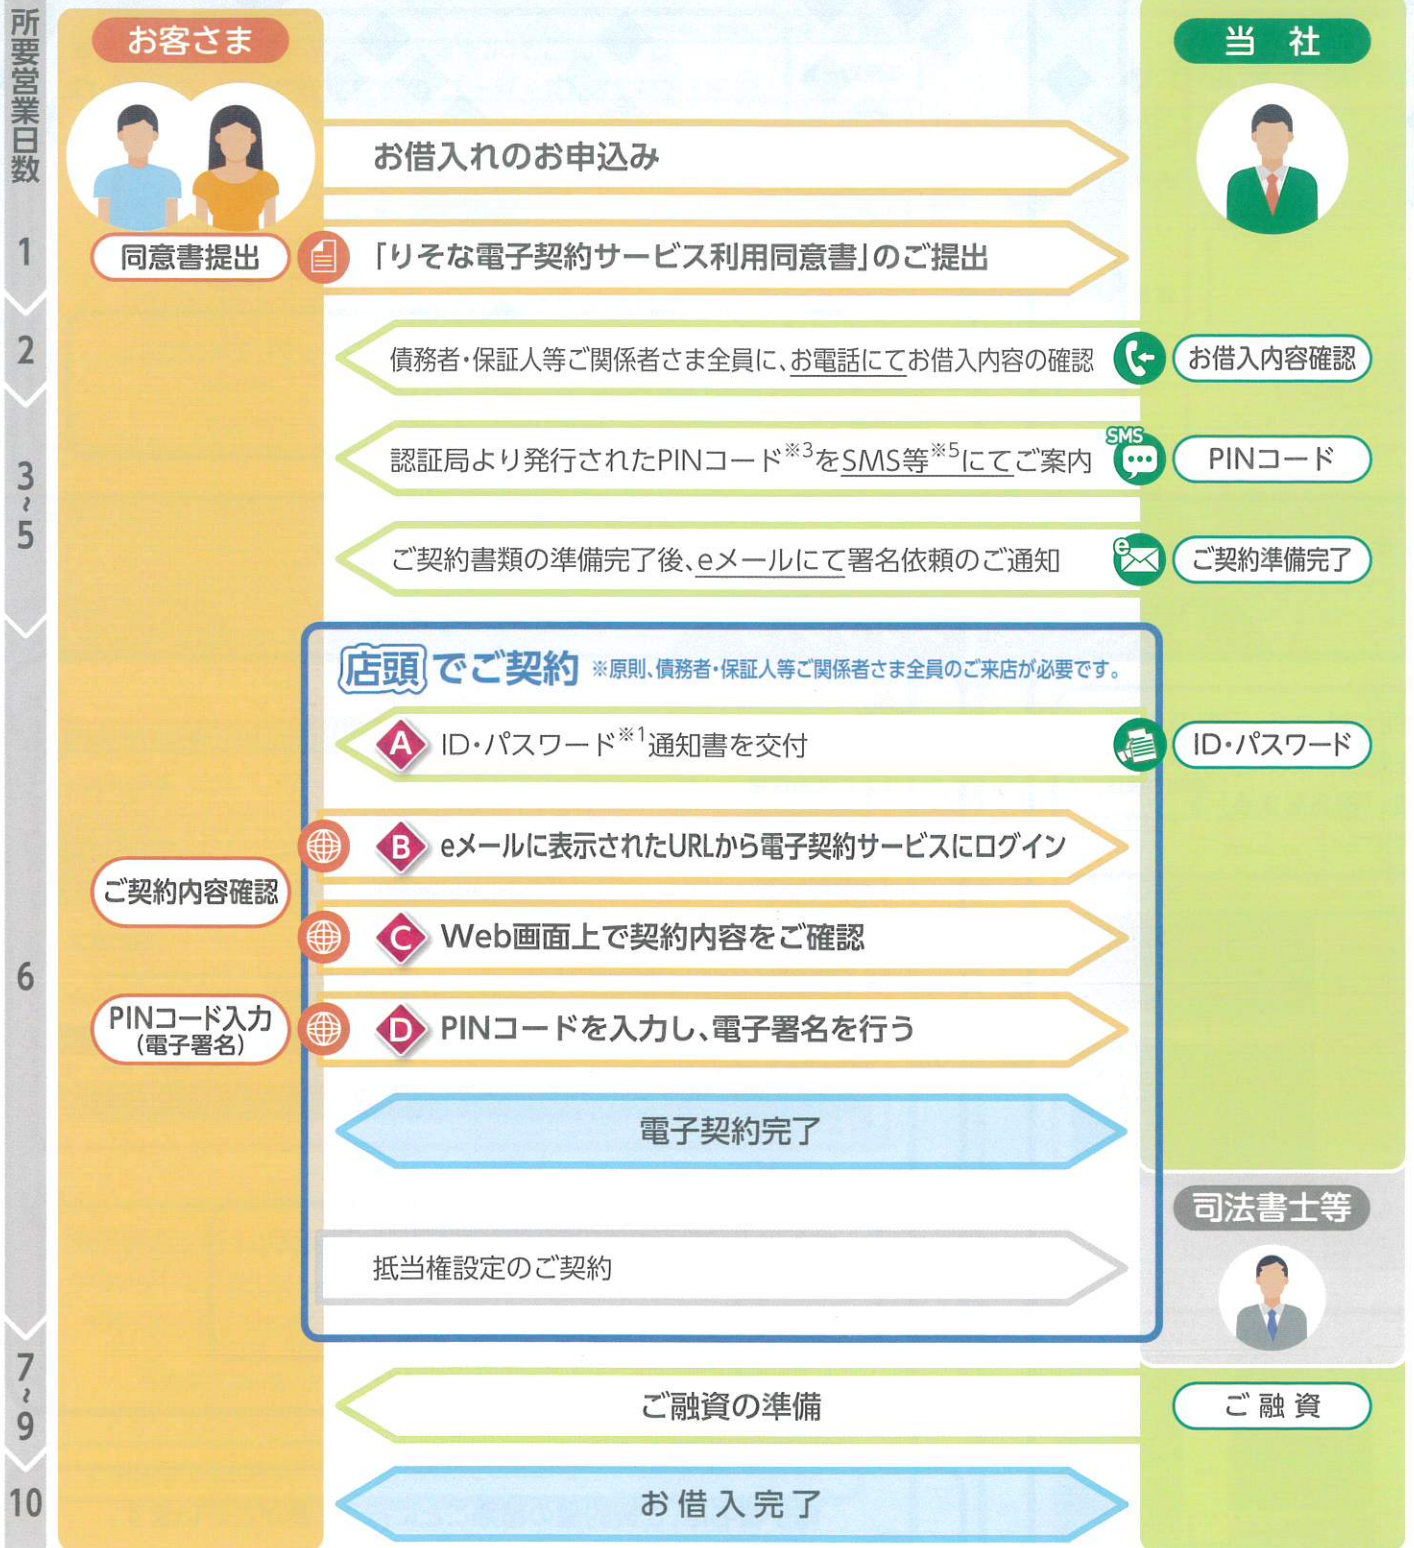 所要営業日数
お客さま
当 社
お借入れのお申込み
1
同意書提出
「りそな電子契約サービス利用同意書」のご提出
2
債務者・保証人等ご関係者さま全員に、お電話にてお借入内容の確認
お借入内容確認
3～5
認証局より発行されたPINコード※3をSMS等※5にてご案内
SMS
PINコード
ご契約書類の準備完了後、eメールにて署名依頼のご通知
e
ご契約準備完了
店頭でご契約 ※原則、債務者・保証人等ご関係者さま全員のご来店が必要です。
A ID・パスワード※1通知書を交付
ID・パスワード
B eメールに表示されたURLから電子契約サービスにログイン
ご契約内容確認
C Web画面上で契約内容をご確認
6
PINコード入力
(電子署名)
D PINコードを入力し、電子署名を行う
電子契約完了
司法書士等
抵当権設定のご契約
7～9
ご融資の準備
ご 融 資
10
お 借 入 完 了